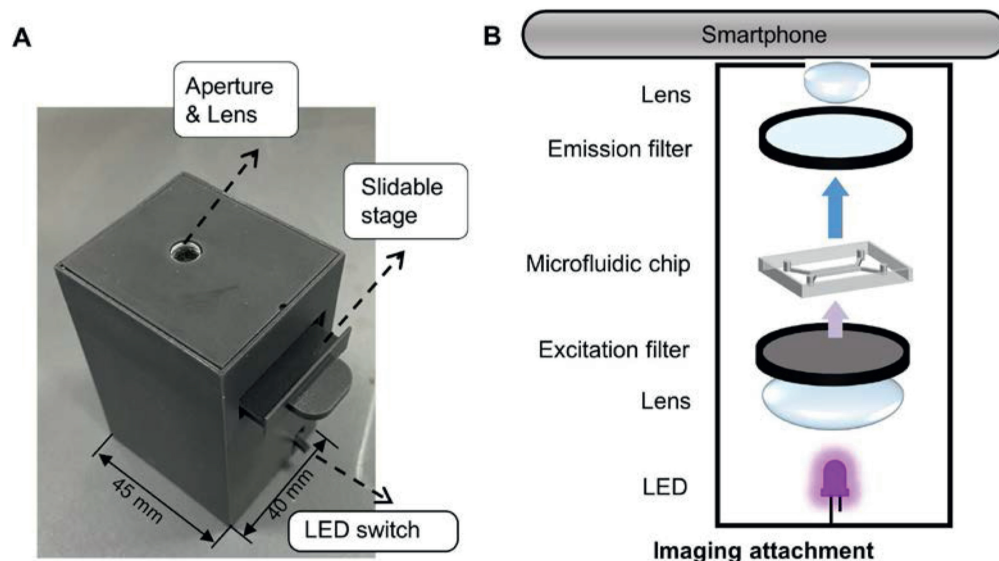 A
Aperture
& Lens
Slidable
stage
45 mm
40 mm
LED switch
B
Smartphone
Lens
Emission filter
Microfluidic chip
Excitation filter
Lens
LED
Imaging attachment